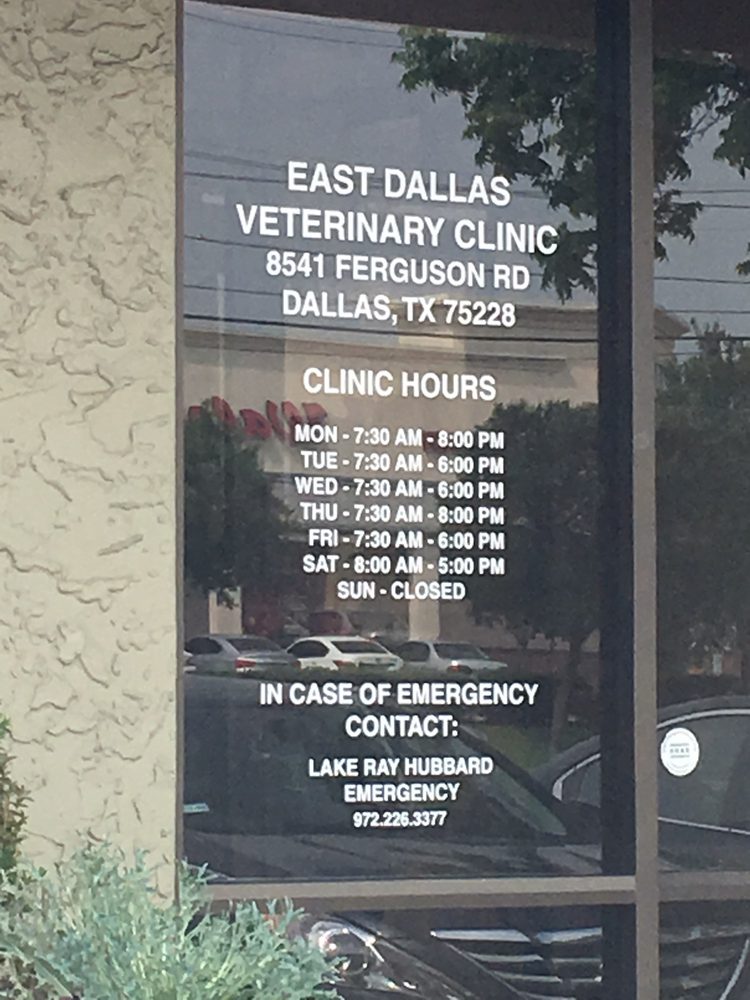 EAST DALLAS
VETERINARY CLINIC
8541 FERGUSON RD
DALLAS, TX 75228
CLINIC HOURS
MON - 7:30 AM - 8:00 PM
TUE - 7:30 AM - 6:00 PM
WED - 7:30 AM - 6:00 PM
THU - 7:30 AM - 8:00 PM
FRI - 7:30 AM - 6:00 PM
SAT - 8:00 AM - 5:00 PM
SUN - CLOSED
IN CASE OF EMERGENCY
CONTACT:
LAKE RAY HUBBARD
EMERGENCY
972.226.3377